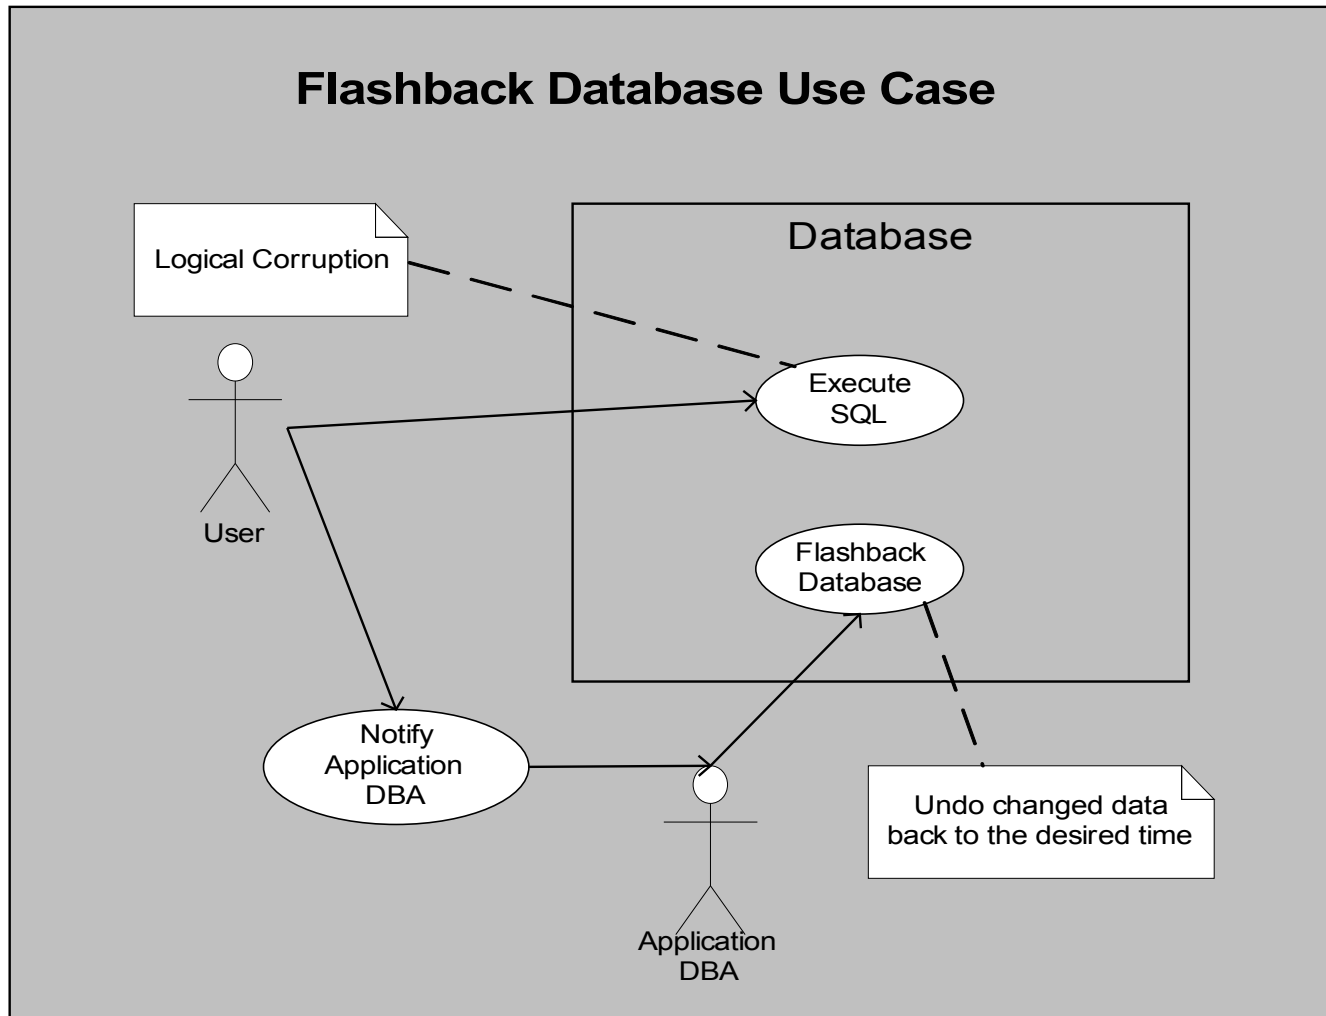 Flashback Database Use Case
Logical Corruption
Database
Execute
SQL
User
Flashback
Database
Notify
Application
DBA
Undo changed data
back to the desired time
Application
DBA